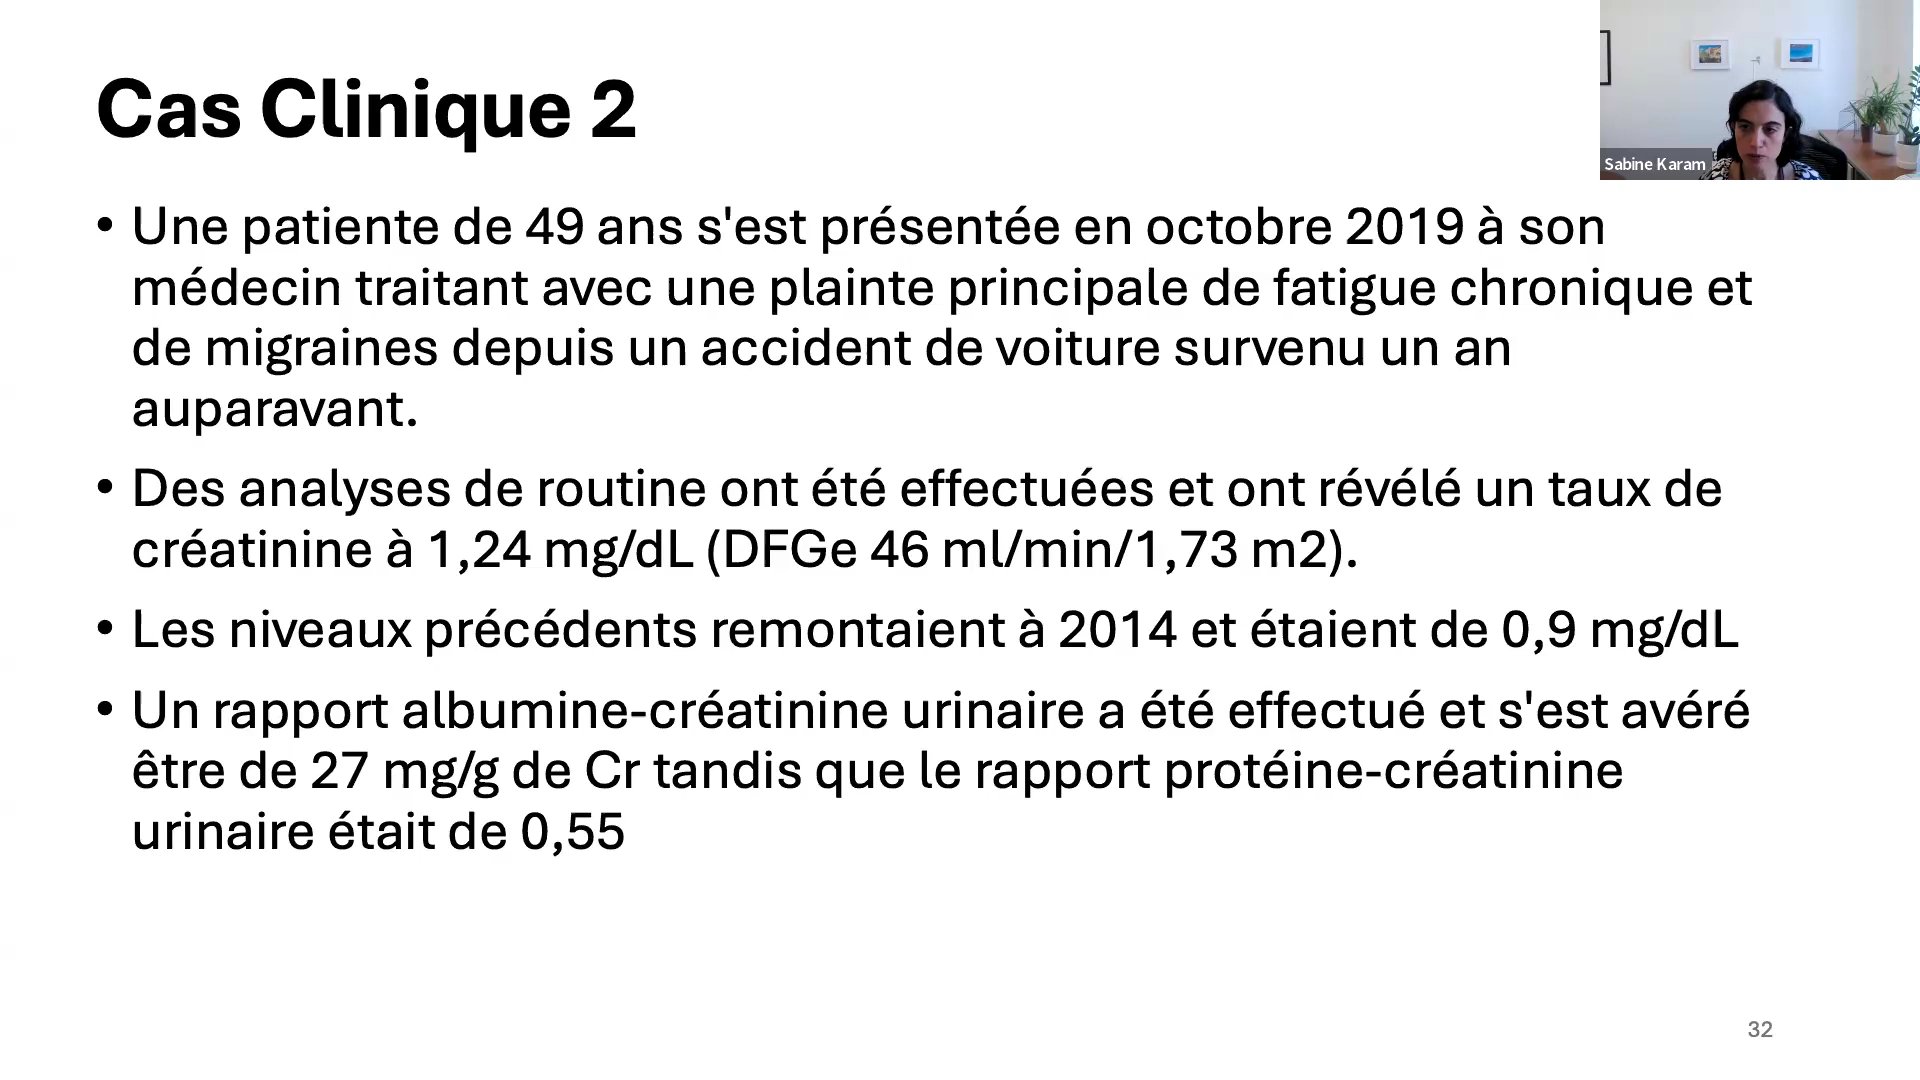 Cas Clinique 2
Sabine Karam
• Une patiente de 49 ans s'est présentée en octobre 2019 à son
médecin traitant avec une plainte principale de fatigue chronique et
de migraines depuis un accident de voiture survenu un an
auparavant.
• Des analyses de routine ont été effectuées et ont révélé un taux de
créatinine à 1,24 mg/dL (DFGe 46 ml/min/1,73 m2).
• Les niveaux précédents remontaient à 2014 et étaient de 0,9 mg/dL
• Un rapport albumine-créatinine urinaire a été effectué et s'est avéré
être de 27 mg/g de Cr tandis que le rapport protéine-créatinine
urinaire était de 0,55
32